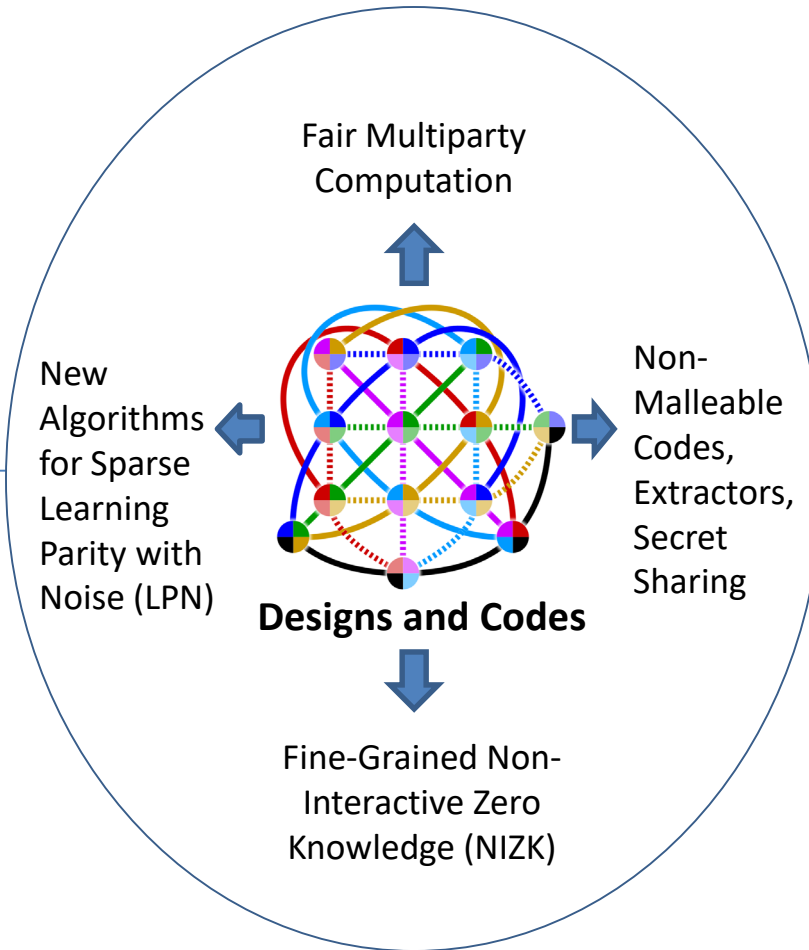 Fair Multiparty
Computation
New
Algorithms
for Sparse
Learning
Parity with
Noise (LPN)
Non-
Malleable
Codes,
Extractors,
Secret
Sharing
Designs and Codes
Fine-Grained Non-
Interactive Zero
Knowledge (NIZK)